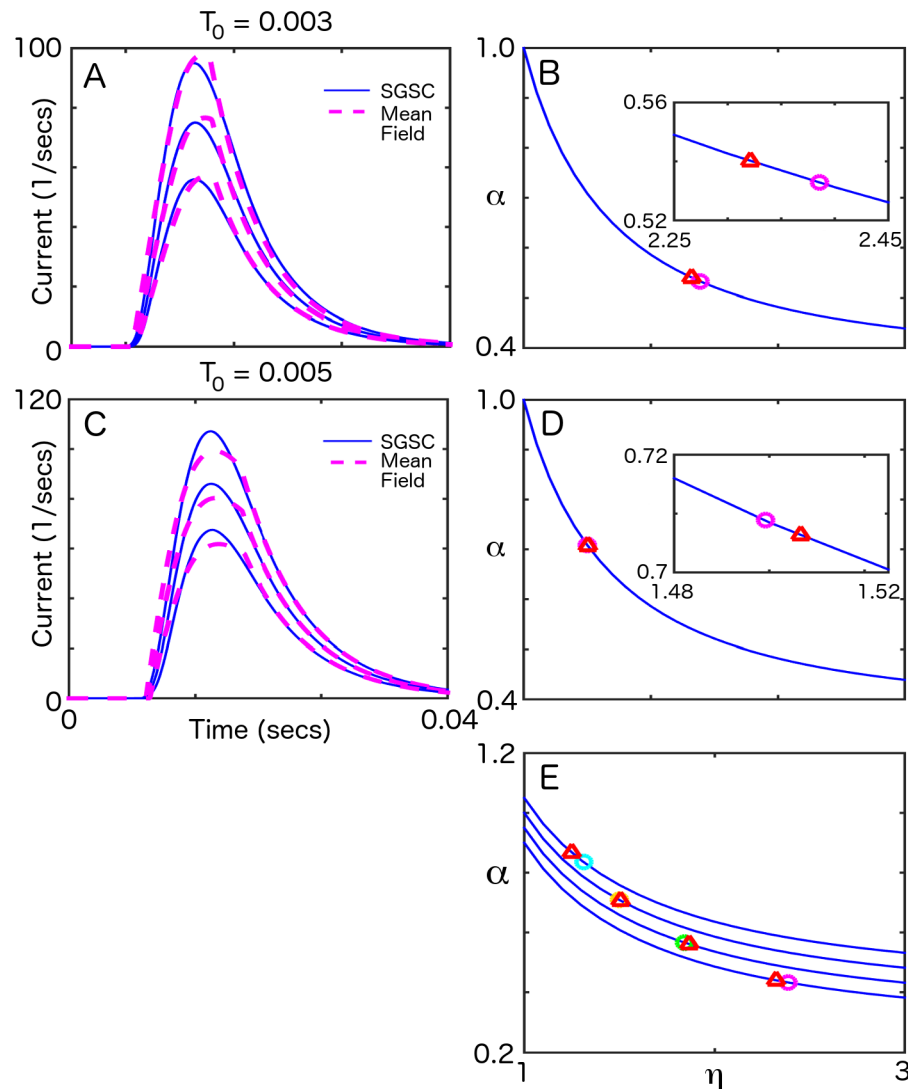 T₀ = 0.003
100
A
SGSC
Mean
Field
Current (1/secs)
0
1.0
B
α
0.4
0.56
0.52
2.25
2.45
T₀ = 0.005
120
C
SGSC
Mean
Field
Current (1/secs)
0
0
Time (secs)
0.04
1.0
D
α
0.4
0.72
0.7
1.48
1.52
1.2
E
α
0.2
1
η
3